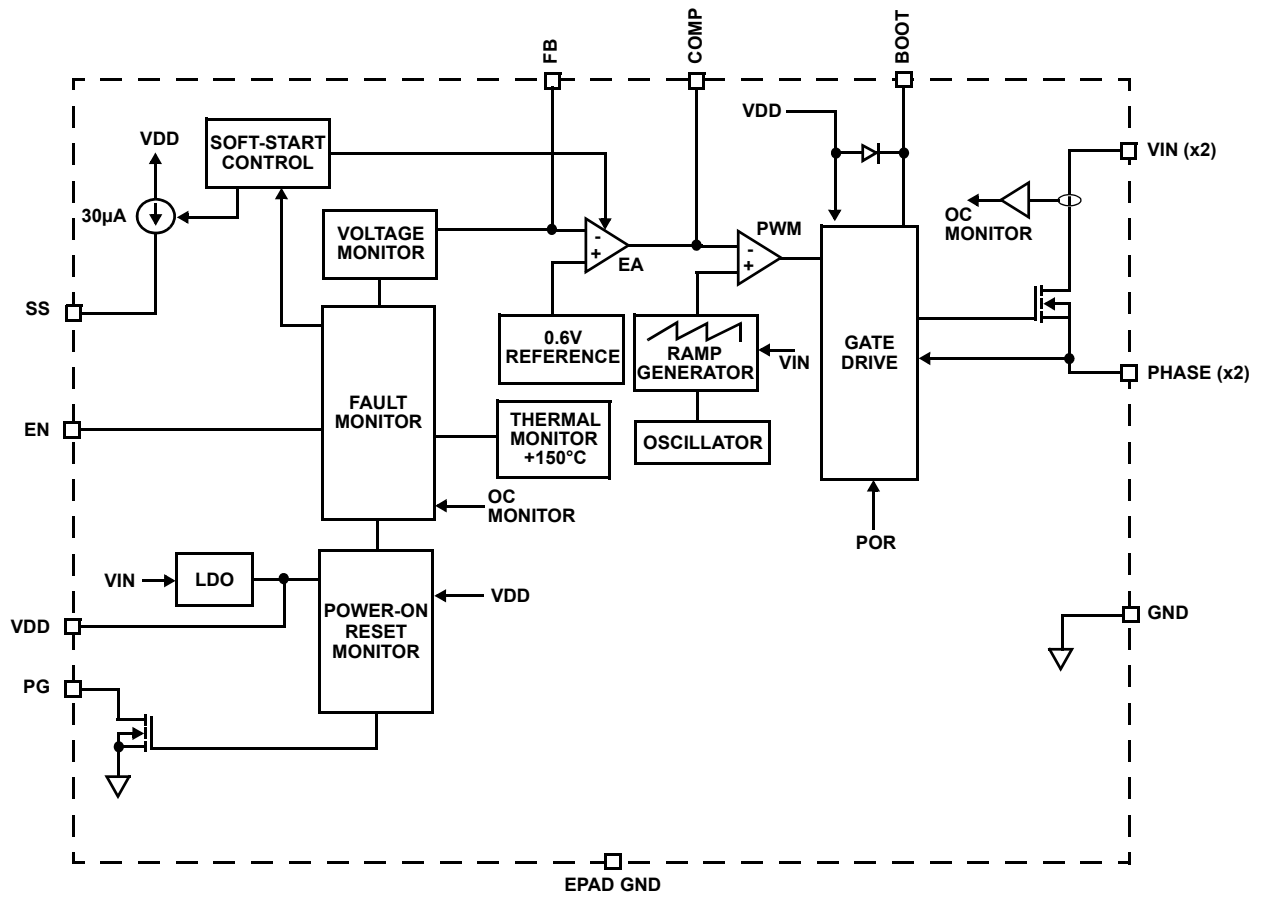 FB
COMP
BOOT
VDD
VDD
SOFT-START
CONTROL
VIN (x2)
30µA
OC
MONITOR
VOLTAGE
MONITOR
-
+
EA
PWM
-
+
SS
0.6V
REFERENCE
RAMP
GENERATOR
VIN
GATE
DRIVE
PHASE (x2)
EN
FAULT
MONITOR
THERMAL
MONITOR
+150°C
OSCILLATOR
OC
MONITOR
POR
VIN
LDO
VDD
POWER-ON
RESET
MONITOR
VDD
GND
PG
EPAD GND